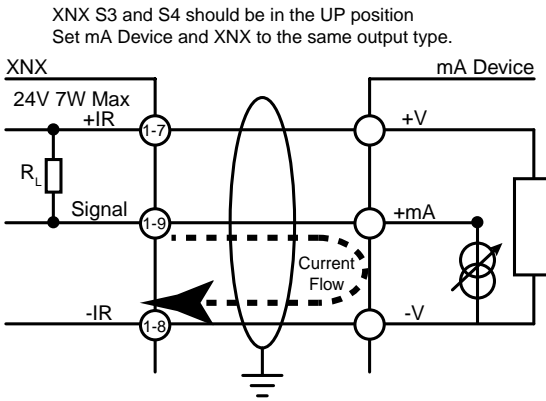 XNX S3 and S4 should be in the UP position
Set mA Device and XNX to the same output type.
XNX
mA Device
24V 7W Max
+IR
1-7
+V
RL
Signal
1-9
+mA
Current
Flow
-IR
1-8
-V